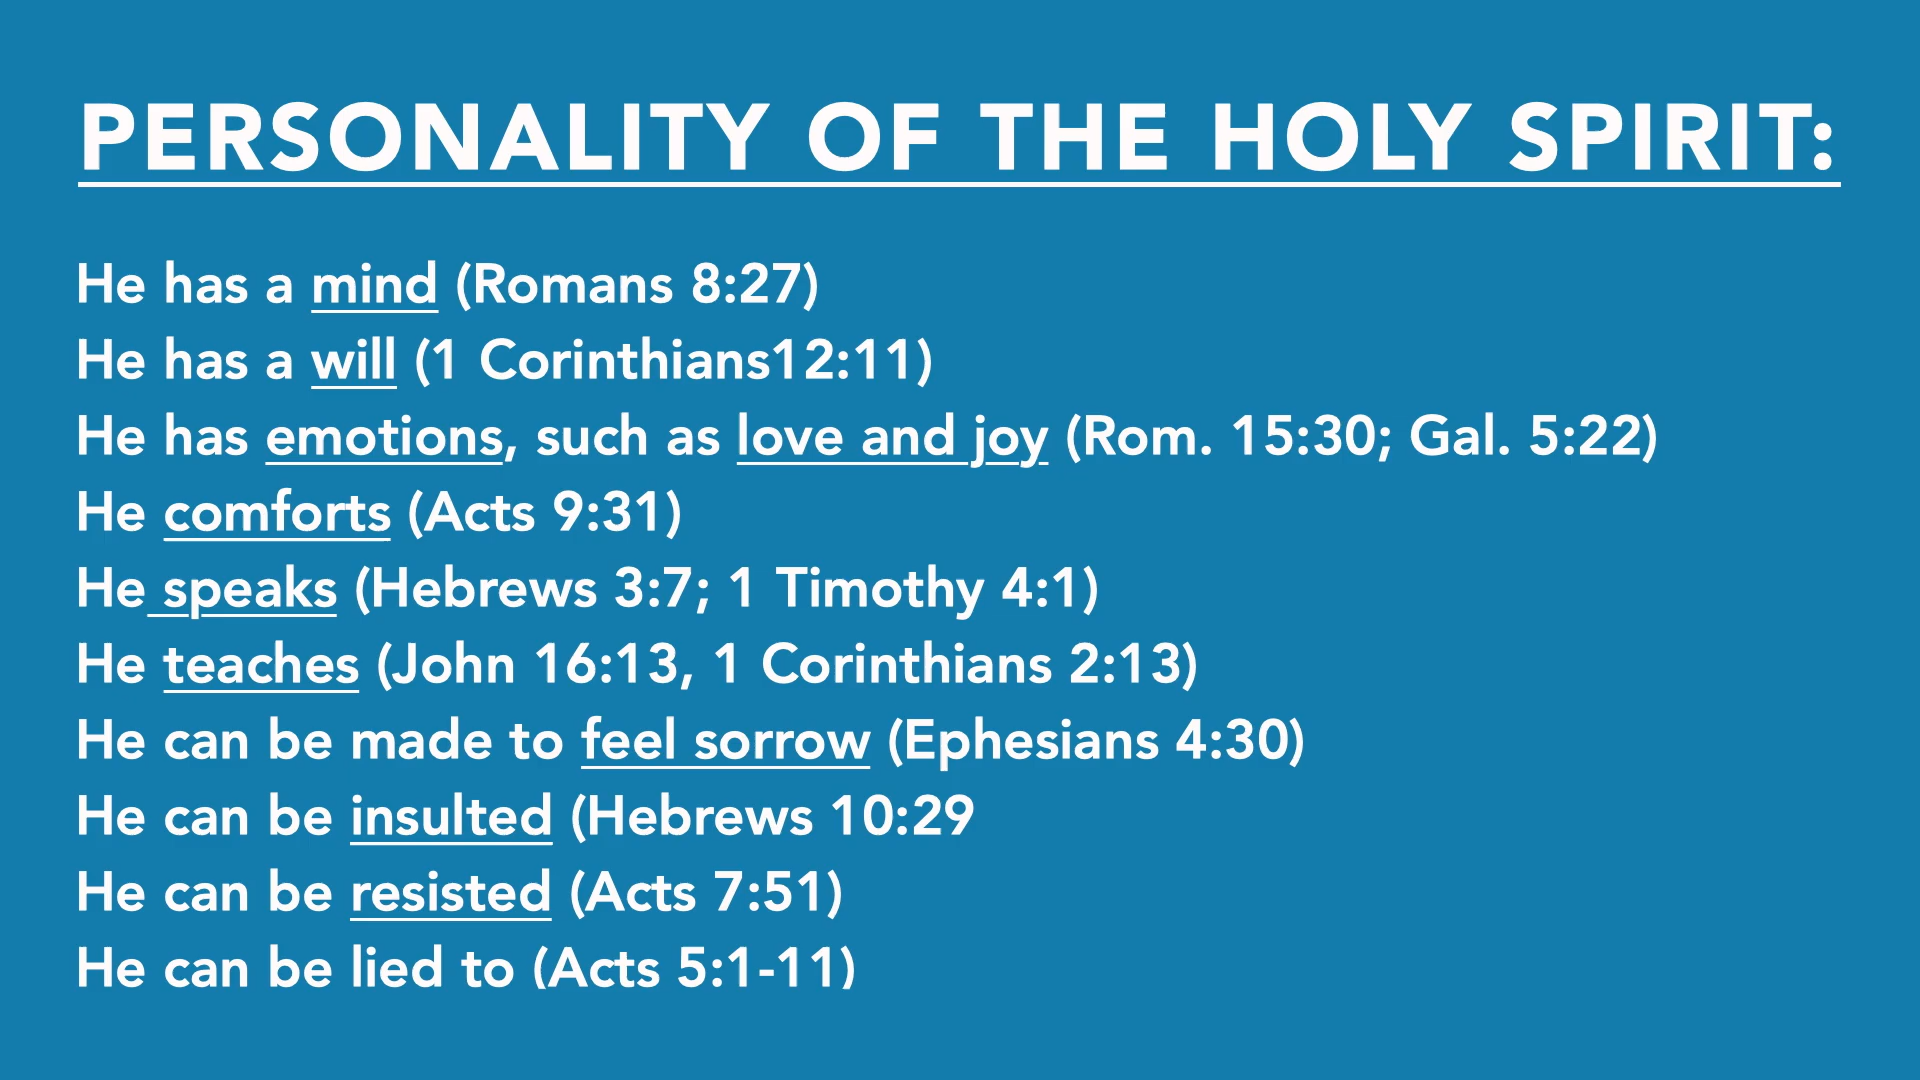 PERSONALITY OF THE HOLY SPIRIT:
He has a mind (Romans 8:27)
He has a will (1 Corinthians12:11)
He has emotions, such as love and joy (Rom. 15:30; Gal. 5:22)
He comforts (Acts 9:31)
He speaks (Hebrews 3:7; 1 Timothy 4:1)
He teaches (John 16:13, 1 Corinthians 2:13)
He can be made to feel sorrow (Ephesians 4:30)
He can be insulted (Hebrews 10:29
He can be resisted (Acts 7:51)
He can be lied to (Acts 5:1-11)